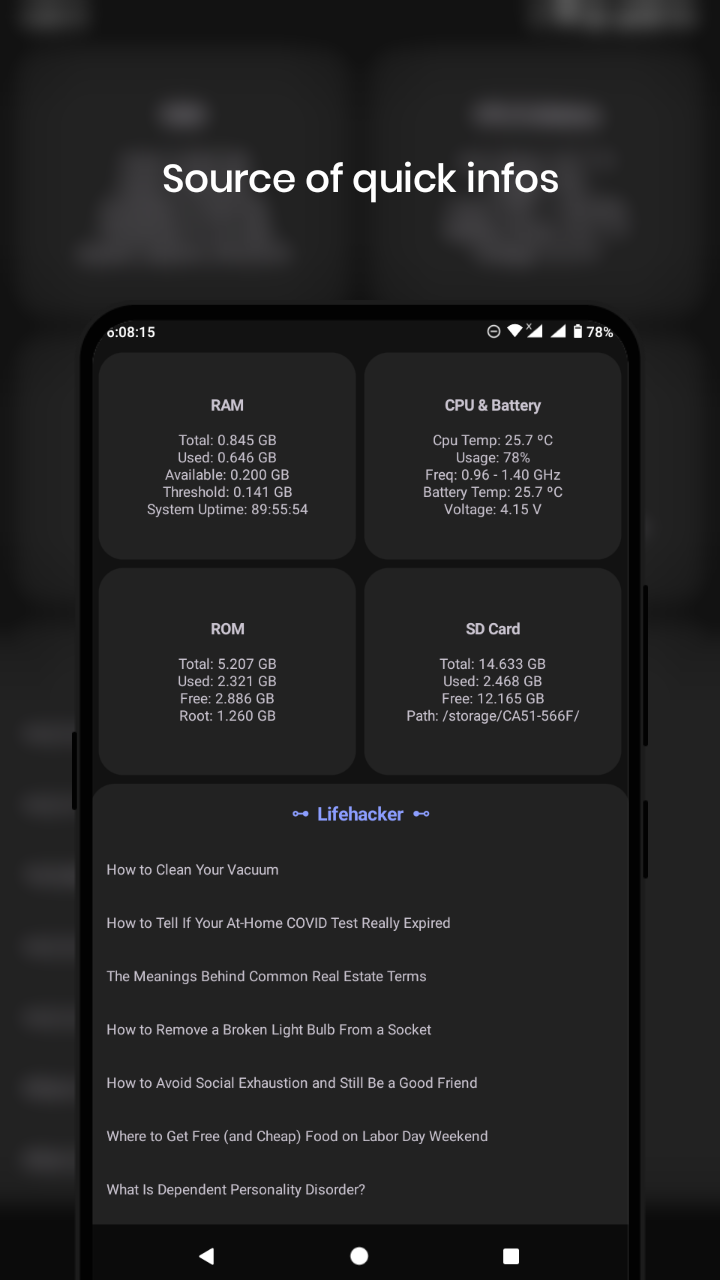 Source of quick infos
6:08:15
x
78%
RAM
Total: 0.845 GB
Used: 0.646 GB
Available: 0.200 GB
Threshold: 0.141 GB
System Uptime: 89:55:54
CPU & Battery
Cpu Temp: 25.7 ºC
Usage: 78%
Freq: 0.96 - 1.40 GHz
Battery Temp: 25.7 ºC
Voltage: 4.15 V
ROM
Total: 5.207 GB
Used: 2.321 GB
Free: 2.886 GB
Root: 1.260 GB
SD Card
Total: 14.633 GB
Used: 2.468 GB
Free: 12.165 GB
Path: /storage/CA51-566F/
Lifehacker
How to Clean Your Vacuum
How to Tell If Your At-Home COVID Test Really Expired
The Meanings Behind Common Real Estate Terms
How to Remove a Broken Light Bulb From a Socket
How to Avoid Social Exhaustion and Still Be a Good Friend
Where to Get Free (and Cheap) Food on Labor Day Weekend
What Is Dependent Personality Disorder?